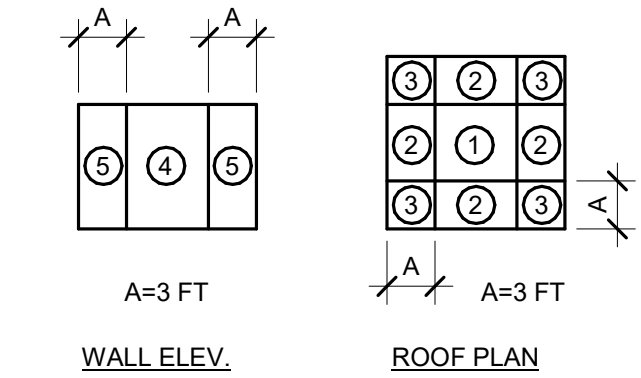 A A
5 4 5
A=3 FT
WALL ELEV.
3 2 3
2 1 2
3 2 3
A
A
A=3 FT
ROOF PLAN